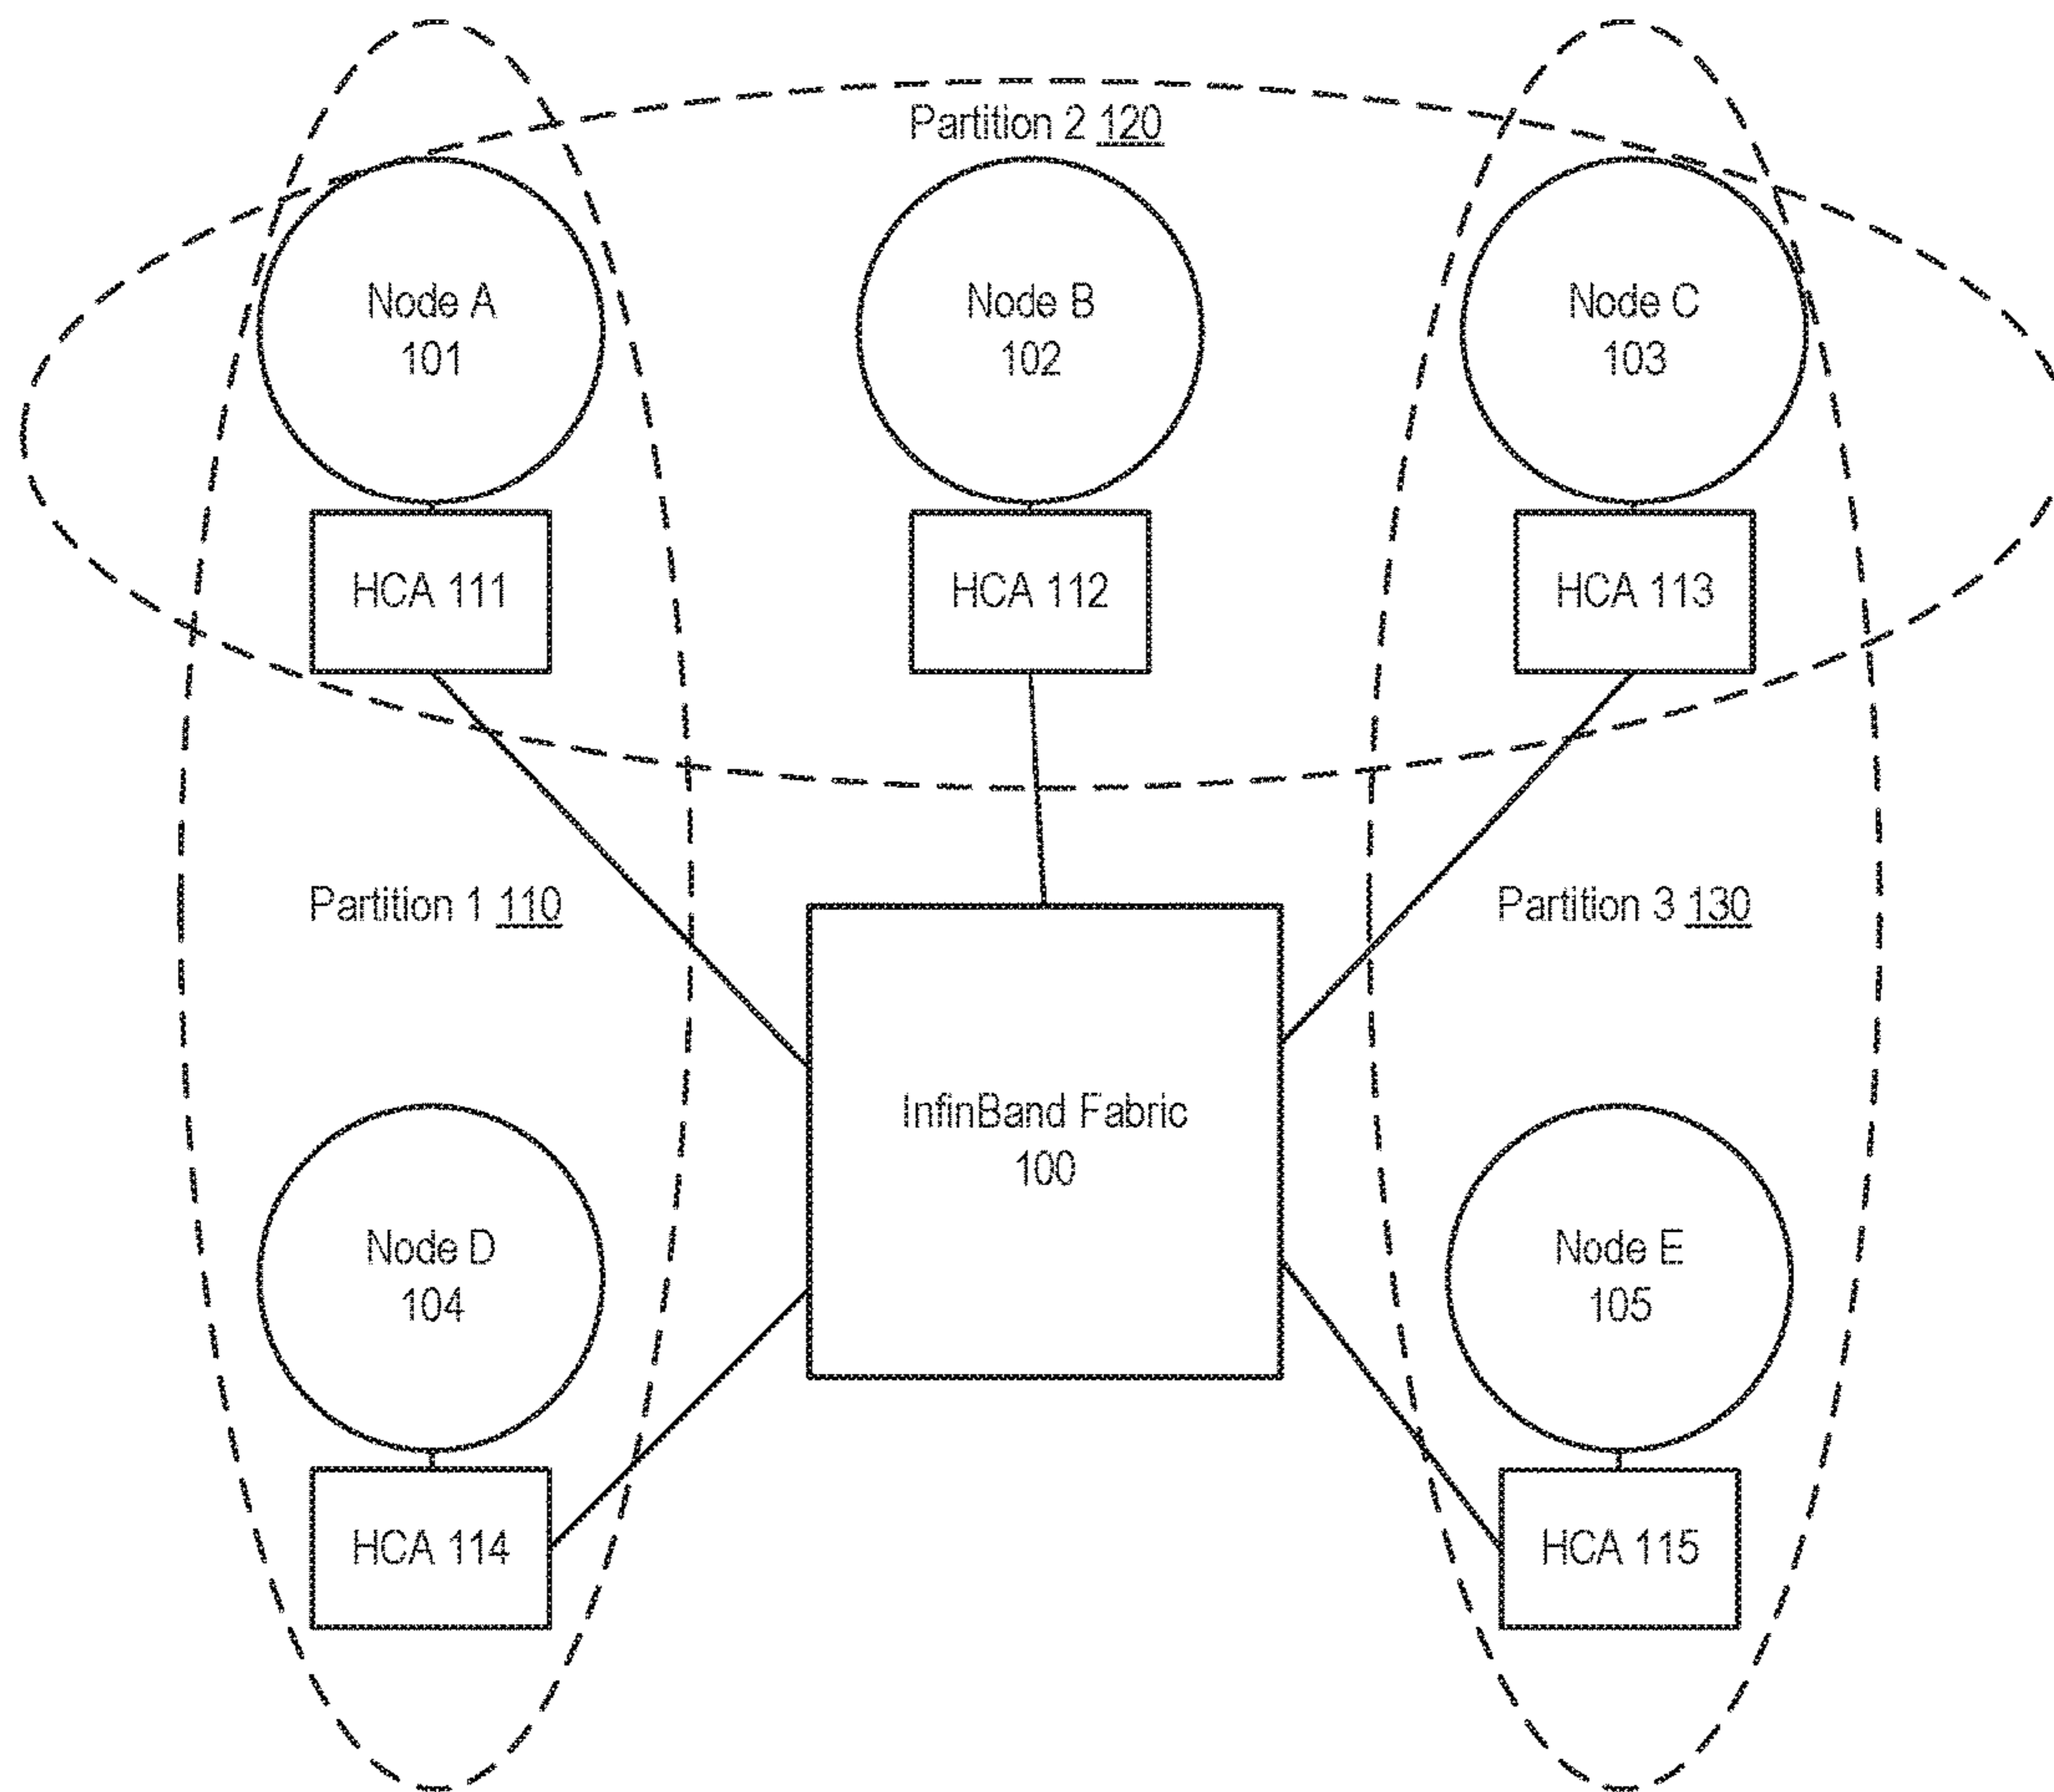 Partition 2 120
Node A
101
Node B
102
Node C
103
HCA 111
HCA 112
HCA 113
Partition 1 110
Partition 3 130
InfinBand Fabric
100
Node D
104
Node E
105
HCA 114
HCA 115